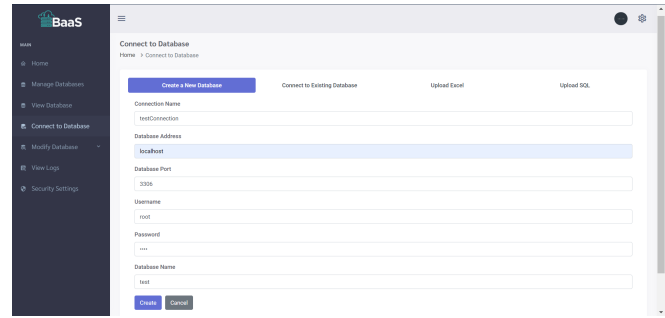 BaaS
MAIN
Home
Manage Databases
View Database
Connect to Database
Modify Database
View Logs
Security Settings
Connect to Database
Home > Connect to Database
Create a New Database
Connect to Existing Database
Upload Excel
Upload SQL
Connection Name
testConnection
Database Address
localhost
Database Port
3306
Username
root
Password
••••
Database Name
test
Create
Cancel